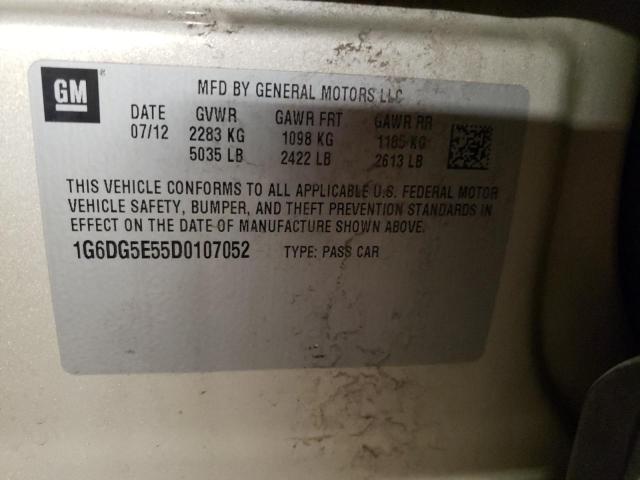 GM
MFD BY GENERAL MOTORS LLC
DATE GVWR GAWR FRT GAWR RR
07/12 2283 KG 1098 KG 1185 KG
5035 LB 2422 LB 2613 LB
THIS VEHICLE CONFORMS TO ALL APPLICABLE U.S. FEDERAL MOTOR
VEHICLE SAFETY, BUMPER, AND THEFT PREVENTION STANDARDS IN
EFFECT ON THE DATE OF MANUFACTURE SHOWN ABOVE.
1G6DG5E55D0107052 TYPE: PASS CAR